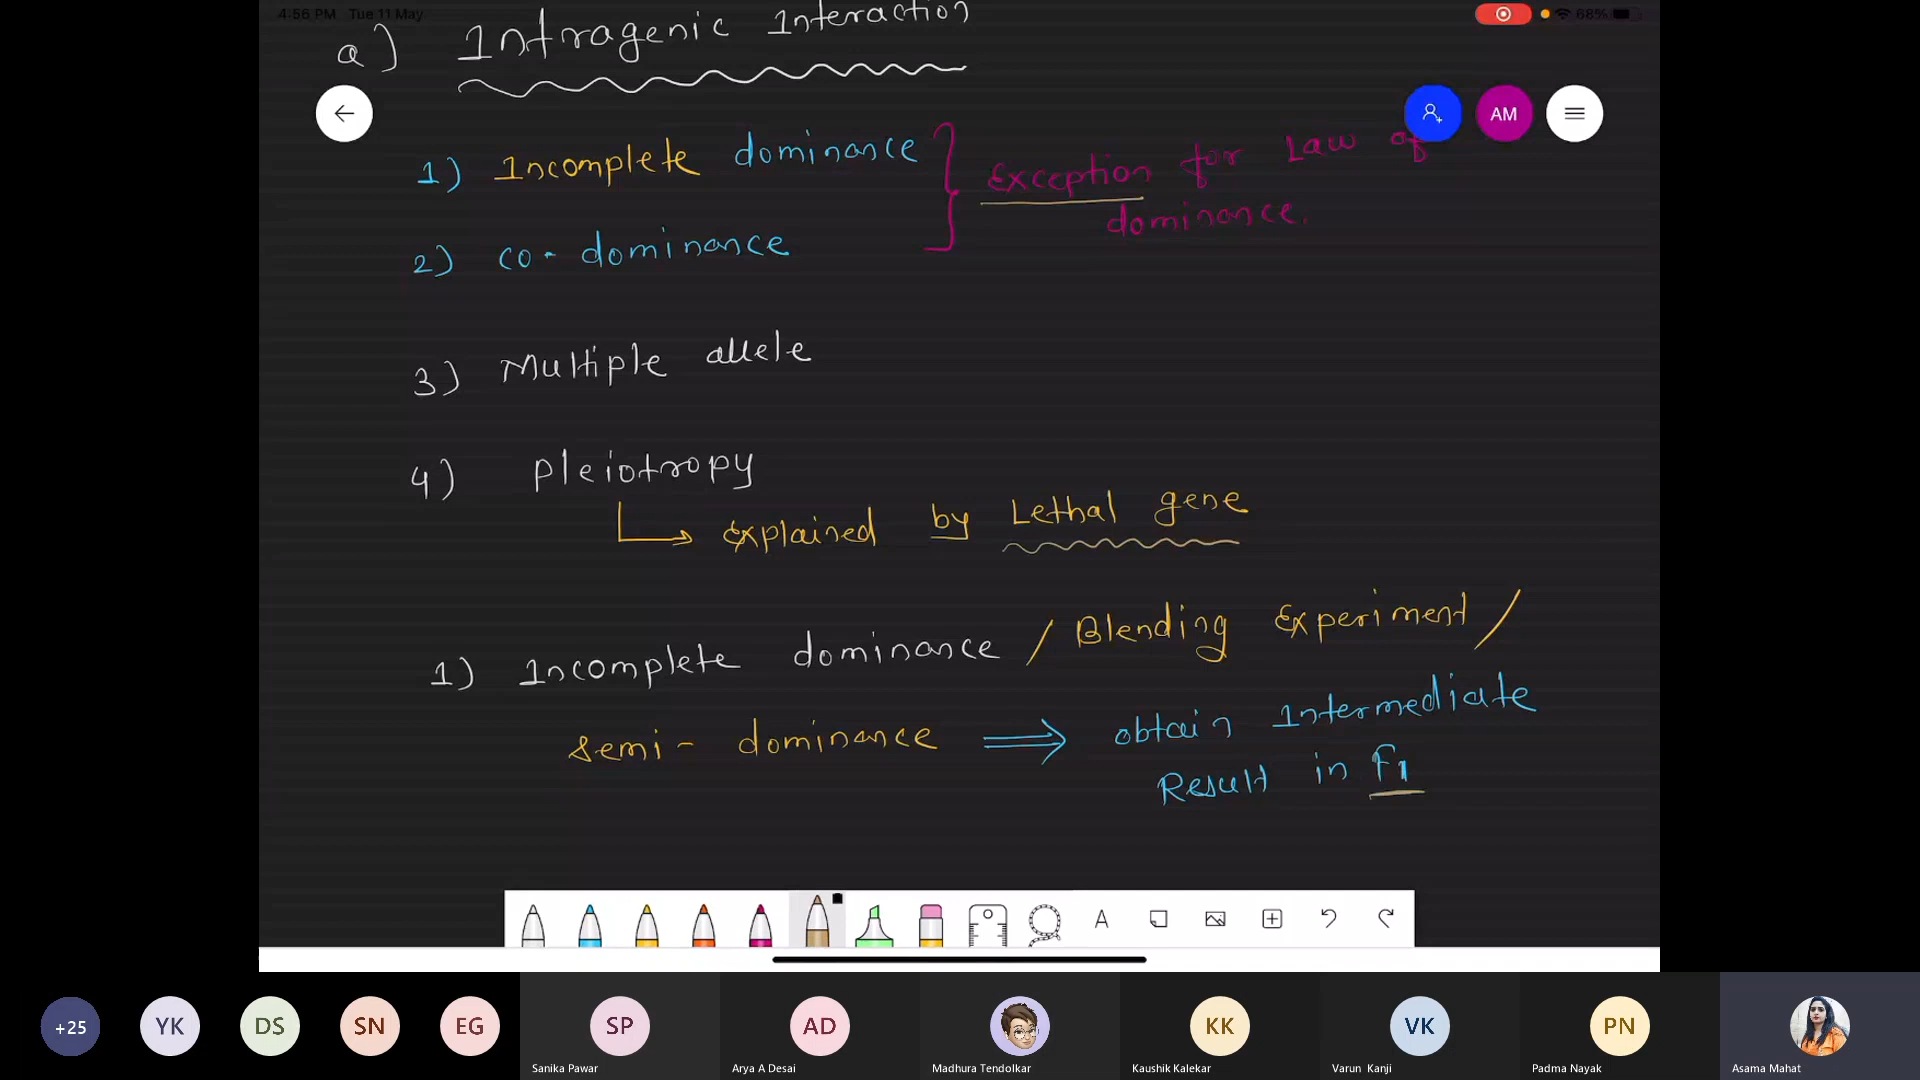 4:56 PM Tue 11 May
68%
a) Intragenic Interaction
AM
1) Incomplete dominance
Exception for Law of
dominance.
2) co-dominance
3) Multiple allele
4) Pleiotropy
Explained by Lethal gene
1) Incomplete dominance / Blending Experiment /
semi - dominance ⟹ obtain Intermediate
Result in F1
A
+25
YK
DS
SN
EG
SP
AD
KK
VK
PN
Sanika Pawar
Arya A Desai
Madhura Tendolkar
Kaushik Kalekar
Varun Kanji
Padma Nayak
Asama Mahat